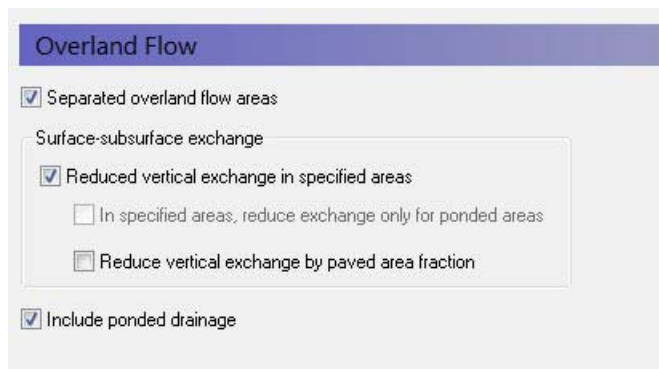 Overland Flow
Separated overland flow areas
Surface-subsurface exchange
Reduced vertical exchange in specified areas
In specified areas, reduce exchange only for ponded areas
Reduce vertical exchange by paved area fraction
Include ponded drainage